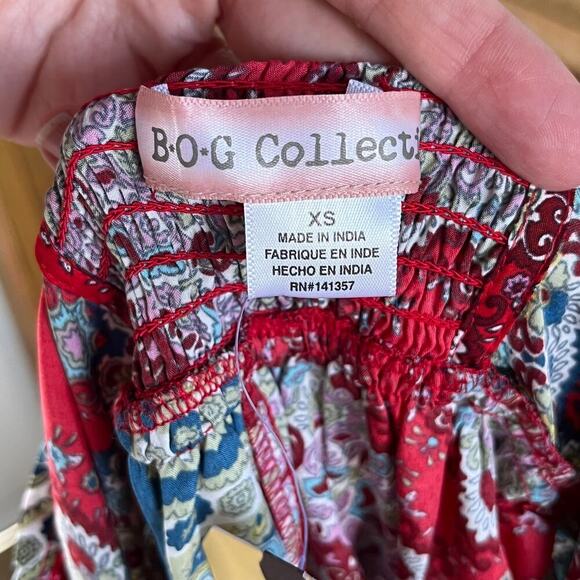 B*O*G Collecti
XS
MADE IN INDIA
FABRIQUE EN INDE
HECHO EN INDIA
RN#141357